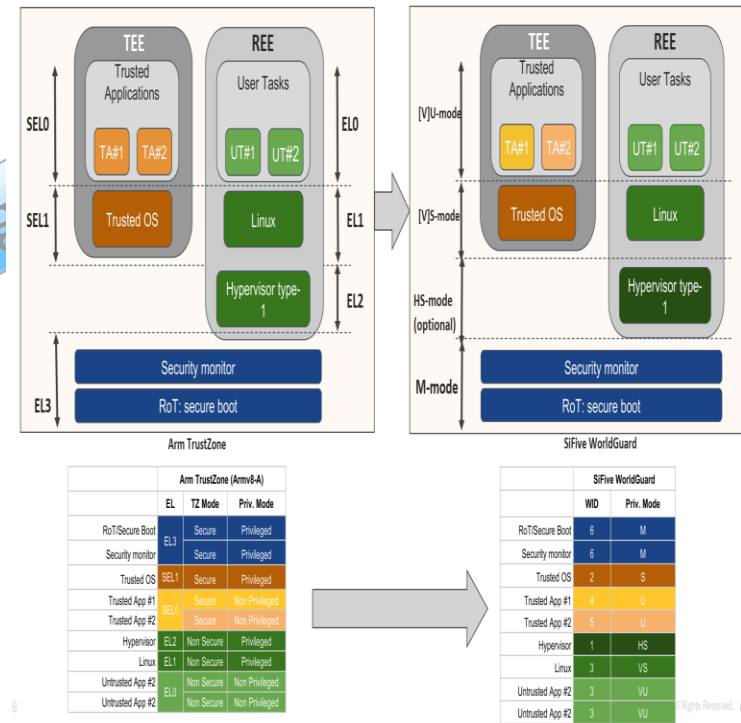 TEE
REE
Trusted
Applications
User Tasks
TA#1
TA#2
UT#1
UT#2
Trusted OS
Linux
Hypervisor type-
1
Security monitor
RoT: secure boot
SEL0
SEL1
EL3
EL0
EL1
EL2
Arm TrustZone
TEE
REE
Trusted
Applications
User Tasks
TA#1
TA#2
UT#1
UT#2
Trusted OS
Linux
Hypervisor type-
1
Security monitor
RoT: secure boot
[V]U-mode
[V]S-mode
HS-mode
(optional)
M-mode
SiFive WorldGuard
Arm TrustZone (Armv8-A)
EL TZ Mode Priv. Mode
RoT/Secure Boot EL3 Secure Privileged
Security monitor Secure Privileged
Trusted OS SEL1 Secure Privileged
Trusted App #1 SEL0 Secure Non Privileged
Trusted App #2 Secure Non Privileged
Hypervisor EL2 Non Secure Privileged
Linux EL1 Non Secure Privileged
Untrusted App #2 EL0 Non Secure Non Privileged
Untrusted App #2 Non Secure Non Privileged
SiFive WorldGuard
WID Priv. Mode
RoT/Secure Boot 6 M
Security monitor 6 M
Trusted OS 2 S
Trusted App #1 4 U
Trusted App #2 5 U
Hypervisor 1 HS
Linux 3 VS
Untrusted App #2 3 VU
Untrusted App #2 3 VU
9
Rights Reserved.